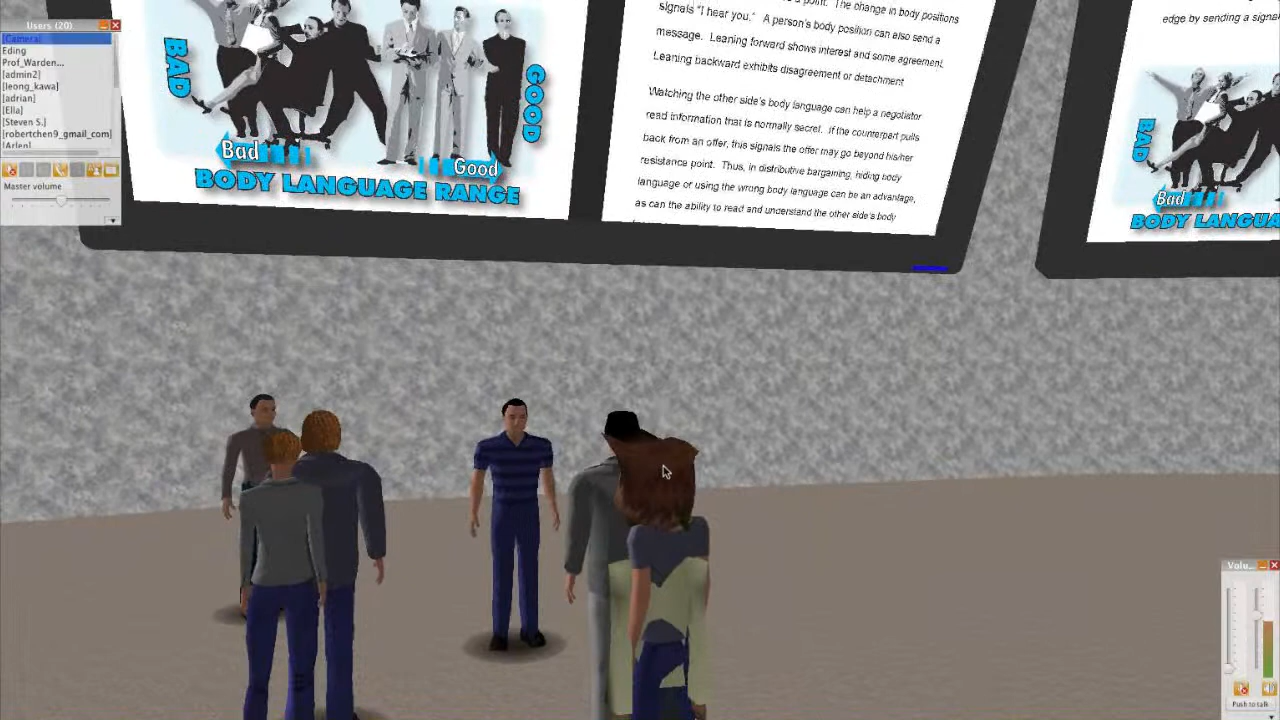 Users (20)
[Camera]
Eding
Prof_Warden...
[admin2]
[leong_kawa]
[adrian]
[Ella]
[Steven S.]
[robertchen9_gmail_com]
[Arlen]
Master volume
BAD
GOOD
Bad
Good
BODY LANGUAGE RANGE
point. The change in body positions
signals "I hear you." A person's body position can also send a
message. Leaning forward shows interest and some agreement.
Leaning backward exhibits disagreement or detachment
Watching the other side's body language can help a negotiator
read information that is normally secret. If the counterpart pulls
back from an offer, this signals the offer may go beyond his/her
resistance point. Thus, in distributive bargaining, hiding body
language or using the wrong body language can be an advantage,
as can the ability to read and understand the other side's body
edge by sending a signa
BAD
Bad
BODY LANGUA
Volu...
Push to talk